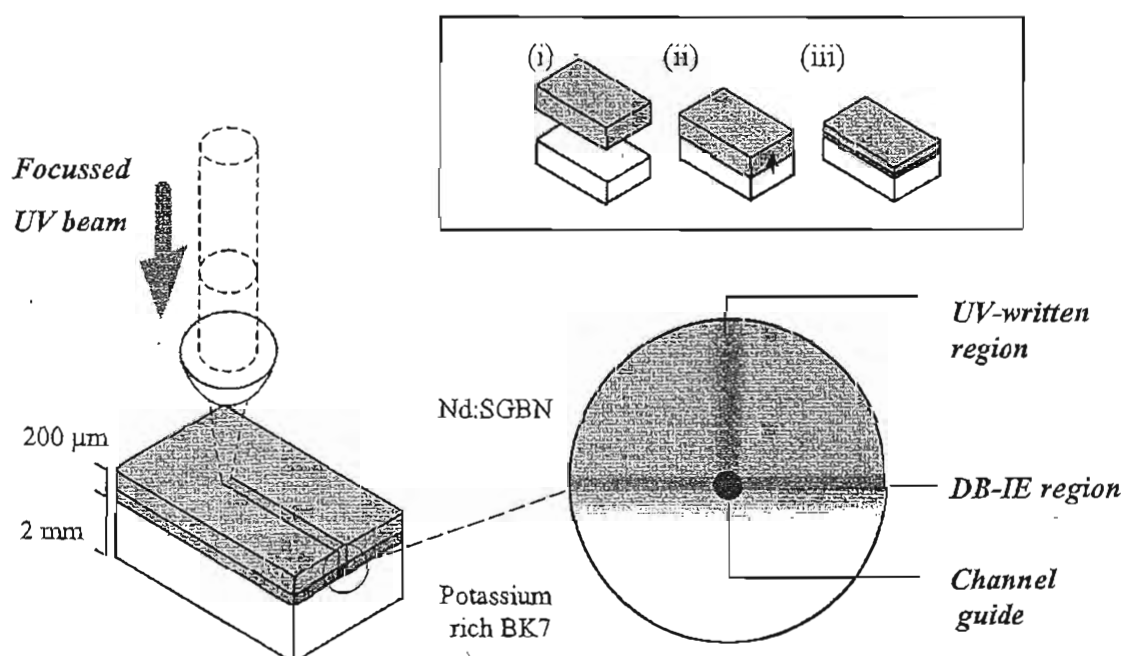 (i) (ii) (iii)
Focussed
UV beam
UV-written
region
Nd:SGBN
200 µm
DB-IE region
2 mm
Channel
guide
Potassium
rich BK7